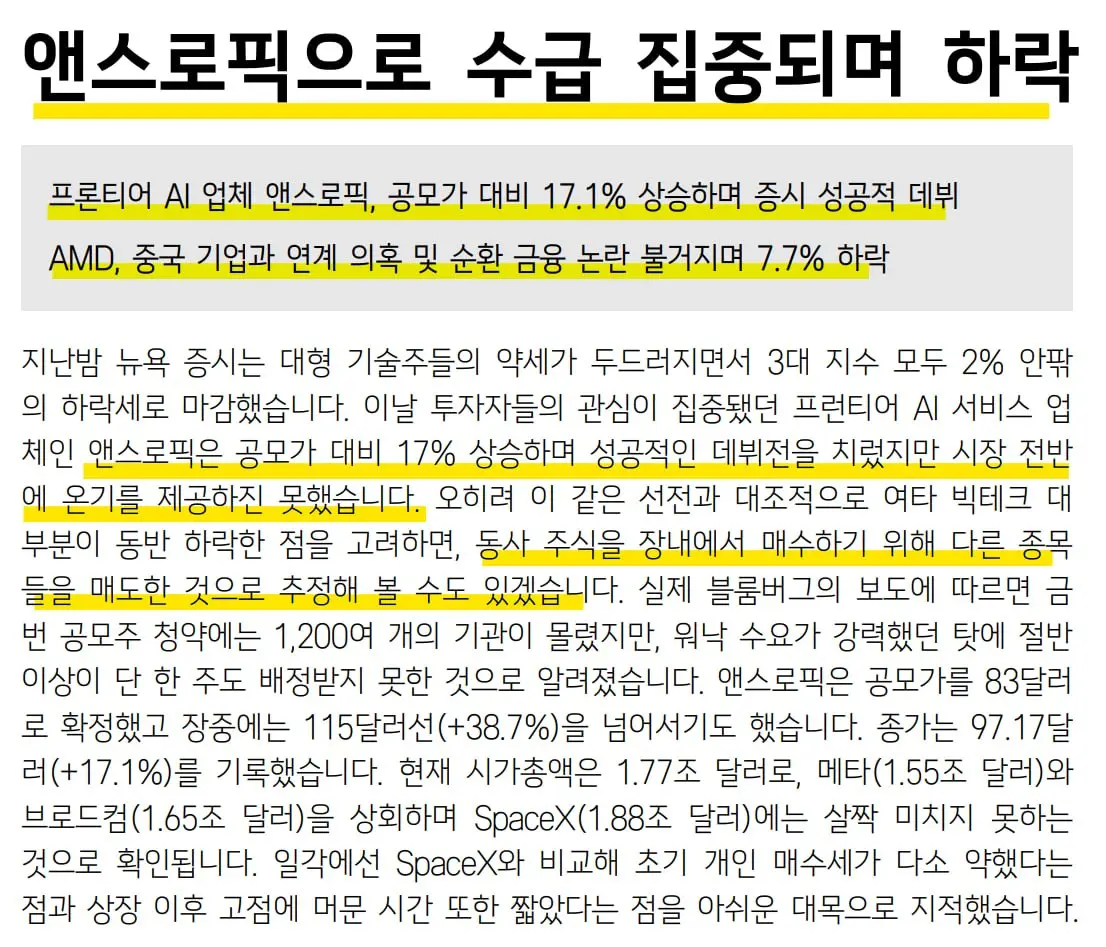 앤스로픽으로 수급 집중되며 하락
프론티어 AI 업체 앤스로픽, 공모가 대비 17.1% 상승하며 증시 성공적 데뷔
AMD, 중국 기업과 연계 의혹 및 순환 금융 논란 불거지며 7.7% 하락
지난밤 뉴욕 증시는 대형 기술주들의 약세가 두드러지면서 3대 지수 모두 2% 안팎
의 하락세로 마감했습니다. 이날 투자자들의 관심이 집중됐던 프런티어 AI 서비스 업
체인 앤스로픽은 공모가 대비 17% 상승하며 성공적인 데뷔전을 치렀지만 시장 전반
에 온기를 제공하진 못했습니다. 오히려 이 같은 선전과 대조적으로 여타 빅테크 대
부분이 동반 하락한 점을 고려하면, 동사 주식을 장내에서 매수하기 위해 다른 종목
들을 매도한 것으로 추정해 볼 수도 있겠습니다. 실제 블룸버그의 보도에 따르면 금
번 공모주 청약에는 1,200여 개의 기관이 몰렸지만, 워낙 수요가 강력했던 탓에 절반
이상이 단 한 주도 배정받지 못한 것으로 알려졌습니다. 앤스로픽은 공모가를 83달러
로 확정했고 장중에는 115달러선(+38.7%)을 넘어서기도 했습니다. 종가는 97.17달
러(+17.1%)를 기록했습니다. 현재 시가총액은 1.77조 달러로, 메타(1.55조 달러)와
브로드컴(1.65조 달러)을 상회하며 SpaceX(1.88조 달러)에는 살짝 미치지 못하는
것으로 확인됩니다. 일각에선 SpaceX와 비교해 초기 개인 매수세가 다소 약했다는
점과 상장 이후 고점에 머문 시간 또한 짧았다는 점을 아쉬운 대목으로 지적했습니다.